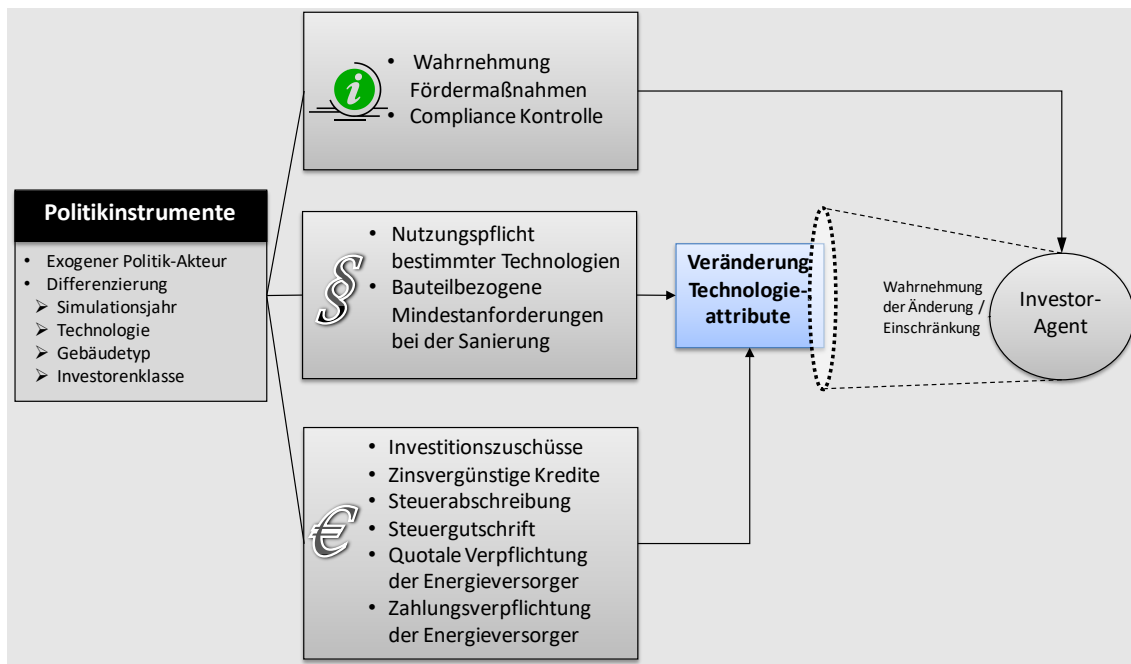 Politikinstrumente
• Exogener Politik-Akteur
• Differenzierung
➢ Simulationsjahr
➢ Technologie
➢ Gebäudetyp
➢ Investorenklasse
i
• Wahrnehmung
Fördermaßnahmen
• Compliance Kontrolle
§
• Nutzungspflicht
bestimmter Technologien
• Bauteilbezogene
Mindestanforderungen
bei der Sanierung
€
• Investitionszuschüsse
• Zinsvergünstige Kredite
• Steuerabschreibung
• Steuergutschrift
• Quotale Verpflichtung
der Energieversorger
• Zahlungsverpflichtung
der Energieversorger
Veränderung
Technologie-
attribute
Wahrnehmung
der Änderung /
Einschränkung
Investor-
Agent